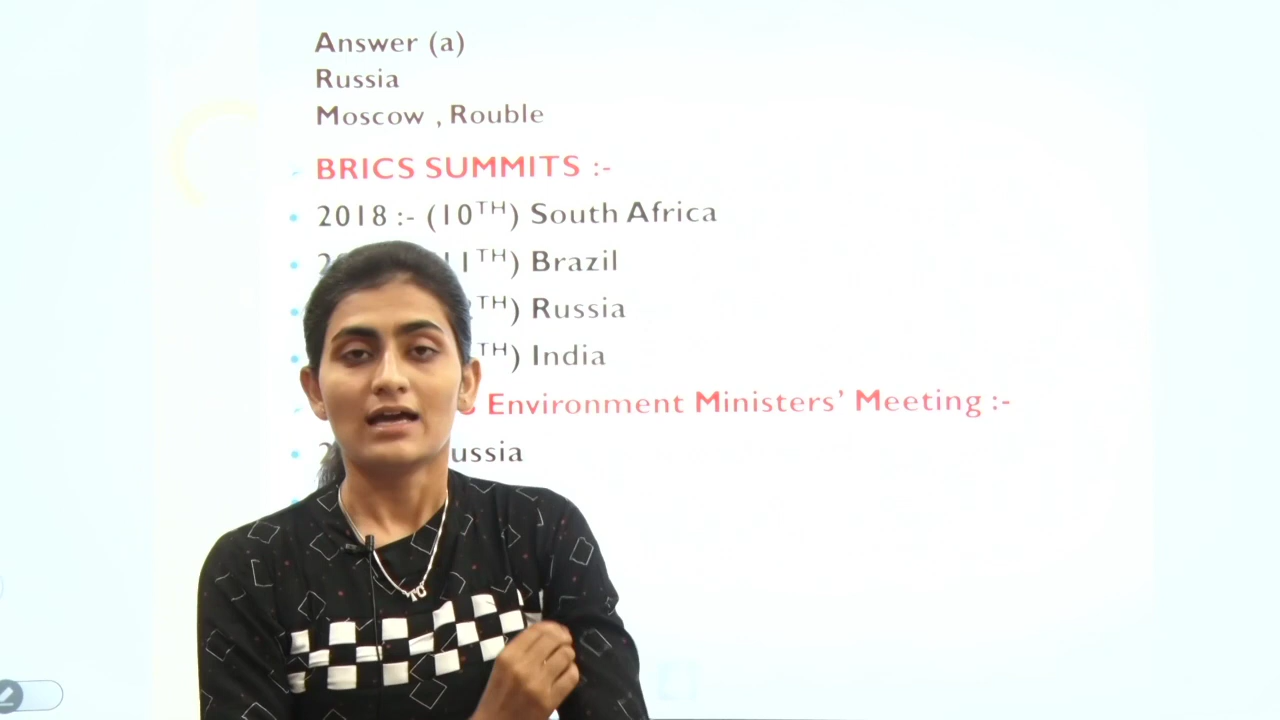 Answer (a)
Russia
Moscow , Rouble
BRICS SUMMITS :-
2018 :- (10TH) South Africa
TH) Brazil
TH) Russia
TH) India
Environment Ministers’ Meeting :-